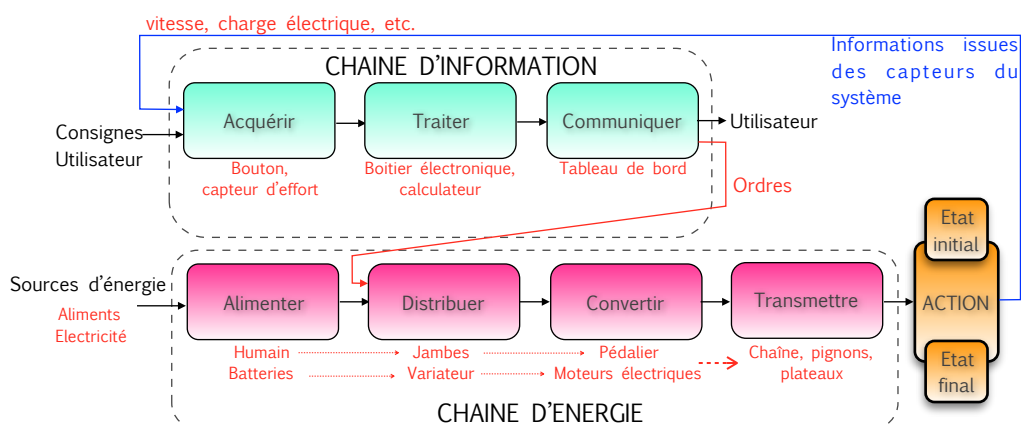 vitesse, charge électrique, etc.
Informations issues
des capteurs du
système
CHAINE D'INFORMATION
Consignes
Utilisateur
Acquérir
Traiter
Communiquer
Utilisateur
Bouton,
capteur d'effort
Boitier électronique,
calculateur
Tableau de bord
Ordres
Etat
initial
Sources d'énergie
Aliments
Electricité
Alimenter
Distribuer
Convertir
Transmettre
ACTION
Humain
Jambes
Pédalier
Chaîne, pignons,
plateaux
Batteries
Variateur
Moteurs électriques
Etat
final
CHAINE D'ENERGIE